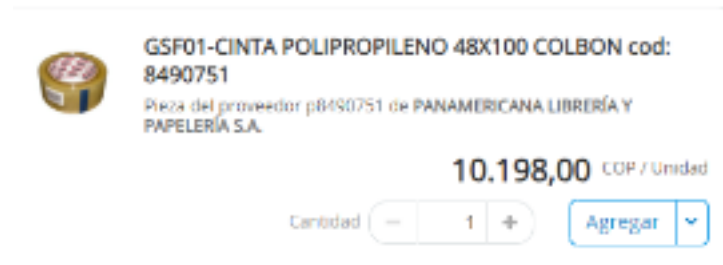 GSF01-CINTA POLIPROPILENO 48X100 COLBON cod:
8490751
Pieza del proveedor p8490751 de PANAMERICANA LIBRERÍA Y
PAPELERÍA S.A.
10.198,00 COP / Unidad
Cantidad − 1 + Agregar